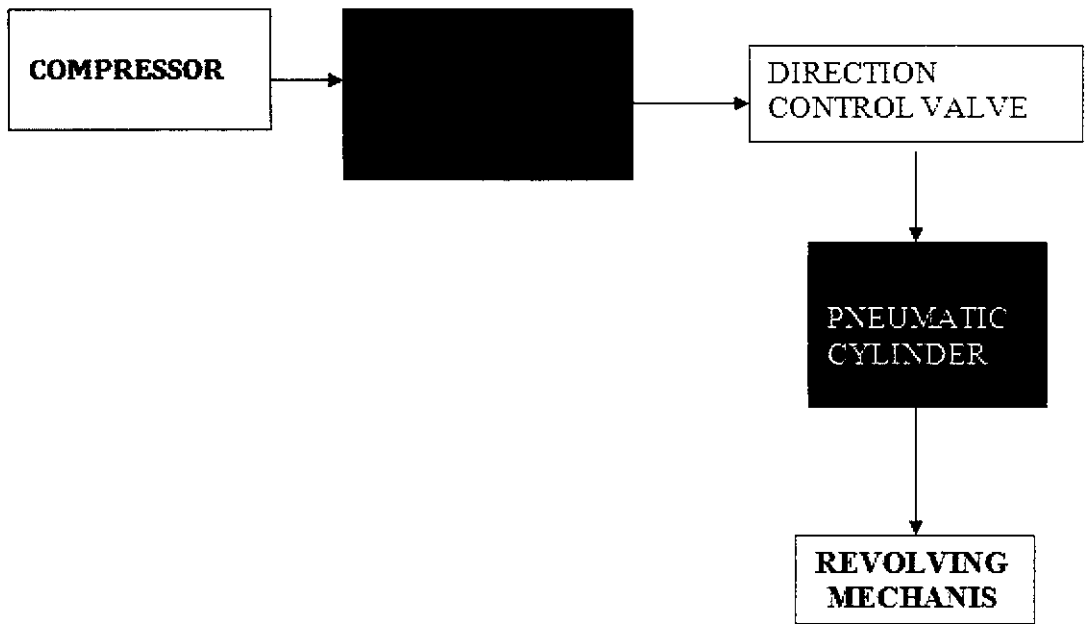 COMPRESSOR
DIRECTION
CONTROL VALVE
PNEUMATIC
CYLINDER
REVOLVING
MECHANIS